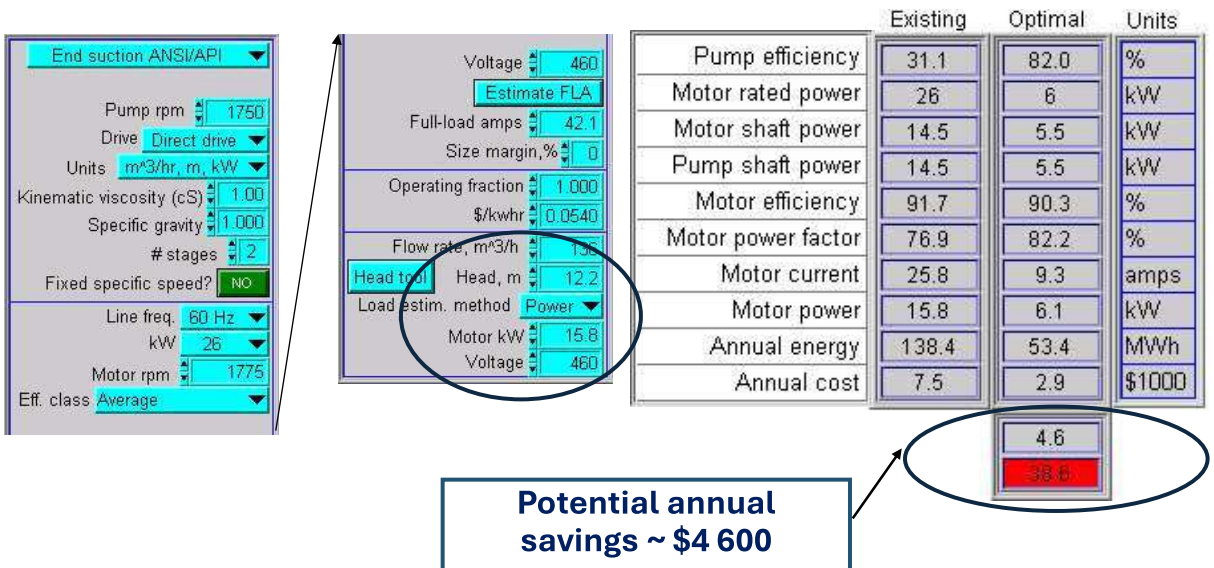 End suction ANSI/API
Pump rpm 1750
Drive Direct drive
Units m^3/hr, m, kW
Kinematic viscosity (cS) 1.00
Specific gravity 1.000
# stages 2
Fixed specific speed? NO
Line freq. 60 Hz
kW 26
Motor rpm 1775
Eff. class Average
Voltage 460
Estimate FLA
Full-load amps 42.1
Size margin,% 0
Operating fraction 1.000
$/kwhr 0.0540
Flow rate, m^3/h 136
Head tool Head, m 12.2
Load estim. method Power
Motor kW 15.8
Voltage 460
Existing Optimal Units
Pump efficiency 31.1 82.0 %
Motor rated power 26 6 kW
Motor shaft power 14.5 5.5 kW
Pump shaft power 14.5 5.5 kW
Motor efficiency 91.7 90.3 %
Motor power factor 76.9 82.2 %
Motor current 25.8 9.3 amps
Motor power 15.8 6.1 kW
Annual energy 138.4 53.4 MWh
Annual cost 7.5 2.9 $1000
4.6
38.6
Potential annual
savings ~ $4 600